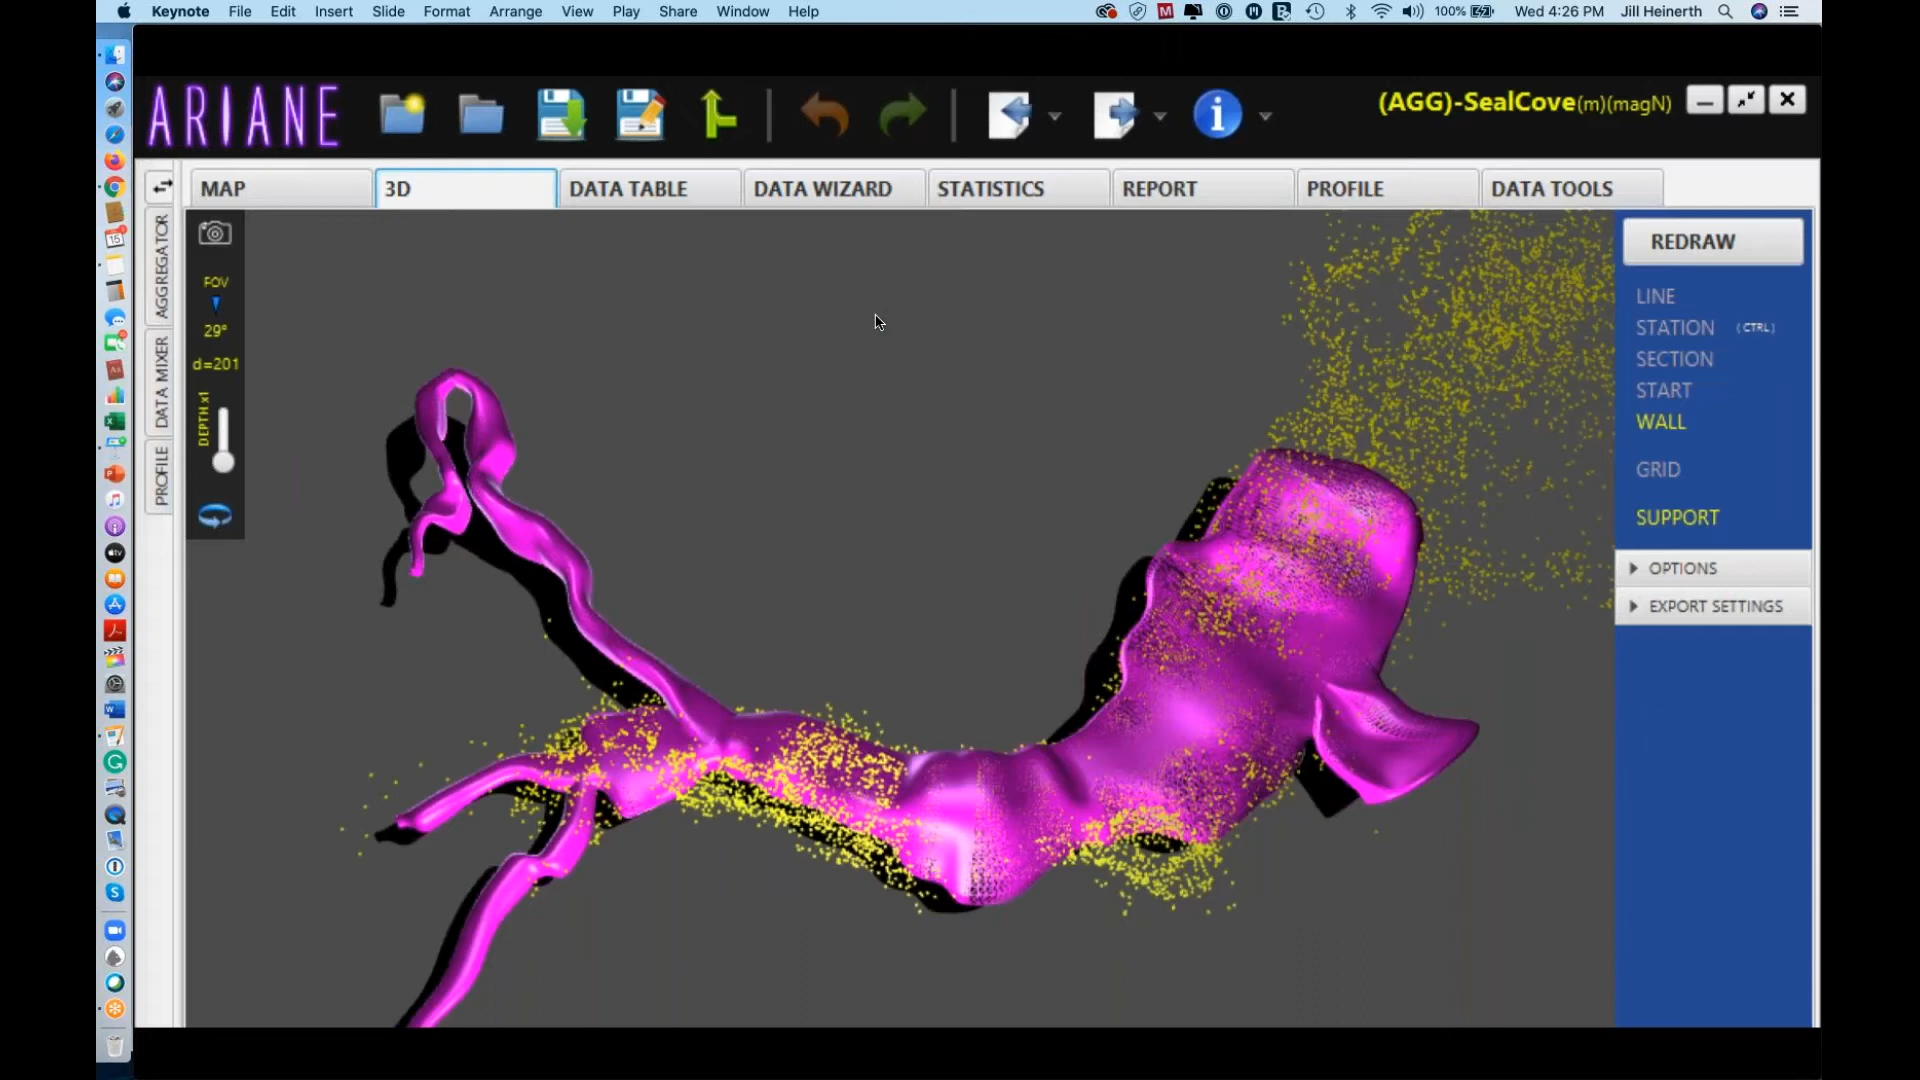 Keynote File Edit Insert Slide Format Arrange View Play Share Window Help 100% Wed 4:26 PM Jill Heinerth
ARIANE
(AGG)-SealCove(m)(magN)
MAP 3D DATA TABLE DATA WIZARD STATISTICS REPORT PROFILE DATA TOOLS
AGGREGATOR
DATA MIXER
PROFILE
FOV
29°
d=201
DEPTH x1
REDRAW
LINE
STATION (CTRL)
SECTION
START
WALL
GRID
SUPPORT
OPTIONS
EXPORT SETTINGS